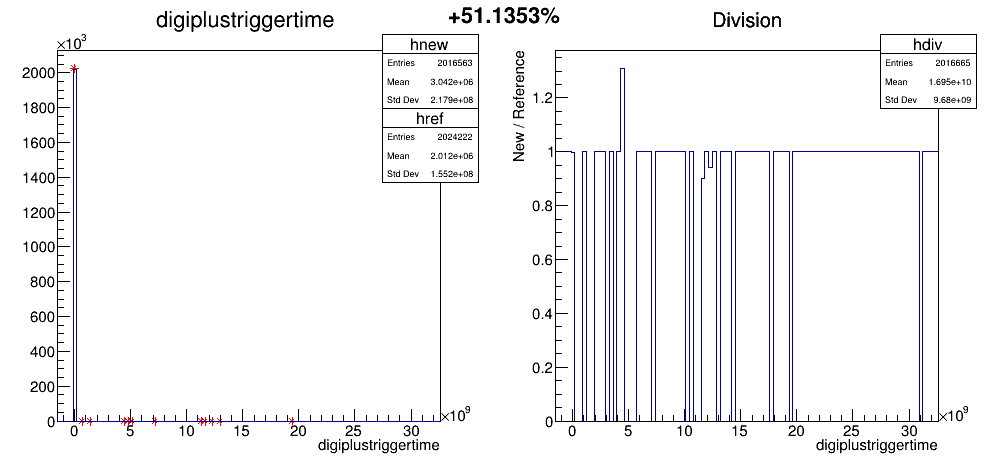 digiplustriggertime
+51.1353%
Division
×10³
hnew
Entries 2016563
Mean 3.042e+06
Std Dev 2.179e+08
href
Entries 2024222
Mean 2.012e+06
Std Dev 1.552e+08
2000
1800
1600
1400
1200
1000
800
600
400
200
0
0 5 10 15 20 25 30
×10⁹
digiplustriggertime
hdiv
Entries 2016665
Mean 1.695e+10
Std Dev 9.68e+09
New / Reference
1.2
1
0.8
0.6
0.4
0.2
0
0 5 10 15 20 25 30
×10⁹
digiplustriggertime